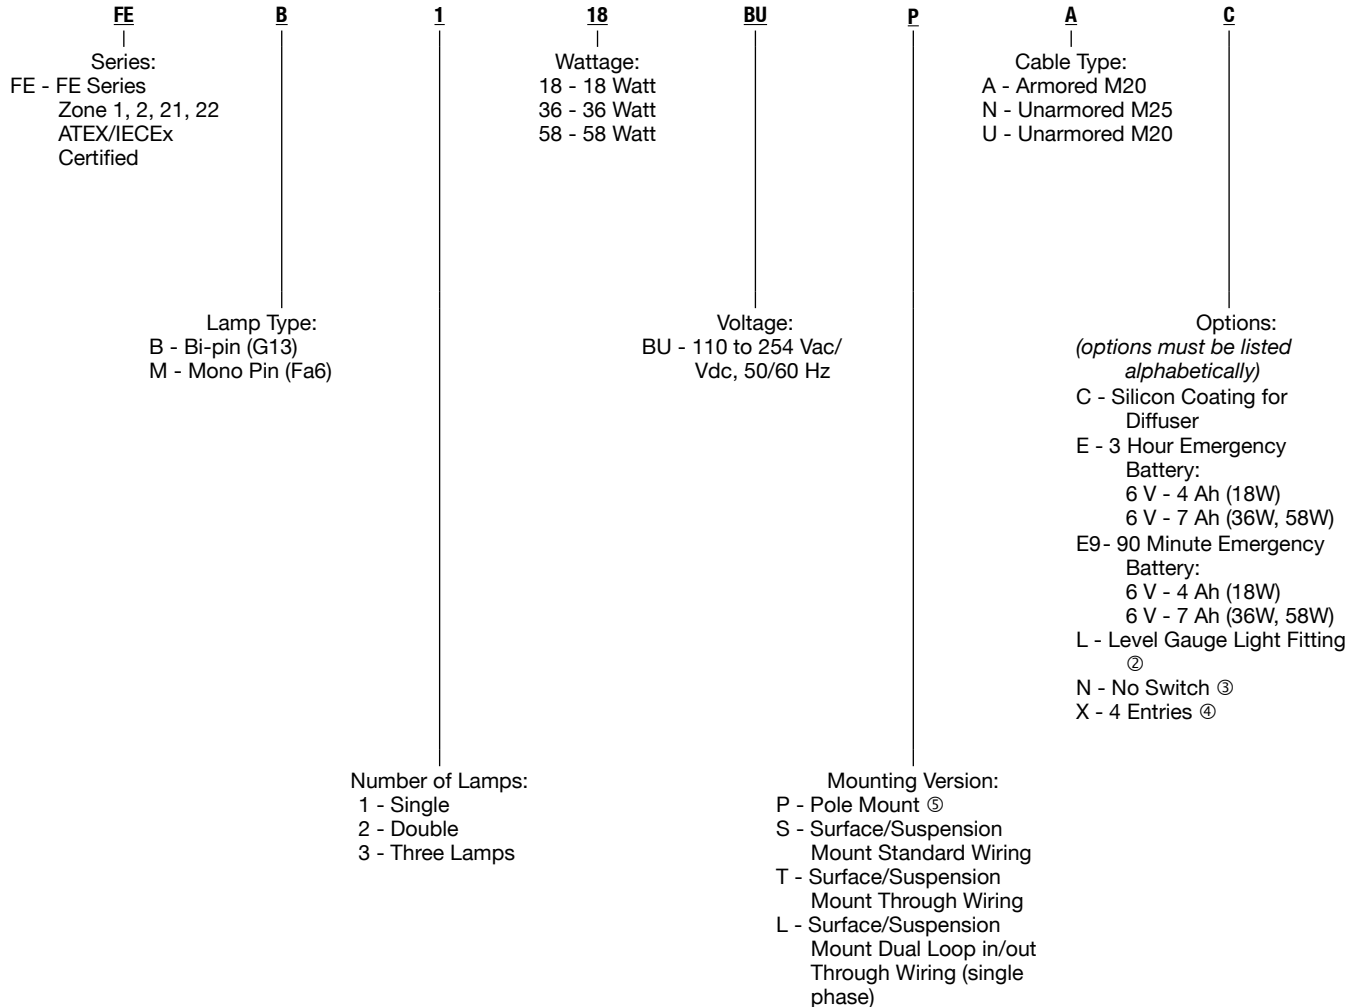 FE B 1 18 BU P A C
Series:
FE - FE Series
Zone 1, 2, 21, 22
ATEX/IECEx
Certified
Wattage:
18 - 18 Watt
36 - 36 Watt
58 - 58 Watt
Cable Type:
A - Armored M20
N - Unarmored M25
U - Unarmored M20
Lamp Type:
B - Bi-pin (G13)
M - Mono Pin (Fa6)
Voltage:
BU - 110 to 254 Vac/
Vdc, 50/60 Hz
Options:
(options must be listed
alphabetically)
C - Silicon Coating for
Diffuser
E - 3 Hour Emergency
Battery:
6 V - 4 Ah (18W)
6 V - 7 Ah (36W, 58W)
E9 - 90 Minute Emergency
Battery:
6 V - 4 Ah (18W)
6 V - 7 Ah (36W, 58W)
L - Level Gauge Light Fitting
②
N - No Switch ③
X - 4 Entries ④
Number of Lamps:
1 - Single
2 - Double
3 - Three Lamps
Mounting Version:
P - Pole Mount ⑤
S - Surface/Suspension
Mount Standard Wiring
T - Surface/Suspension
Mount Through Wiring
L - Surface/Suspension
Mount Dual Loop in/out
Through Wiring (single
phase)